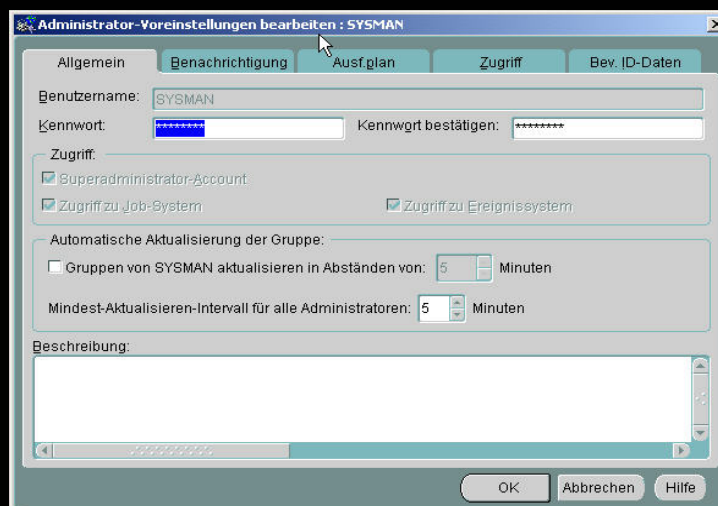 Administrator-Voreinstellungen bearbeiten : SYSMAN
Allgemein Benachrichtigung Ausf.plan Zugriff Bev. ID-Daten
Benutzername: SYSMAN
Kennwort: ******** Kennwort bestätigen: ********
Zugriff:
Superadministrator-Account
Zugriff zu Job-System Zugriff zu Ereignissystem
Automatische Aktualisierung der Gruppe:
Gruppen von SYSMAN aktualisieren in Abständen von: 5 Minuten
Mindest-Aktualisieren-Intervall für alle Administratoren: 5 Minuten
Beschreibung:
OK Abbrechen Hilfe